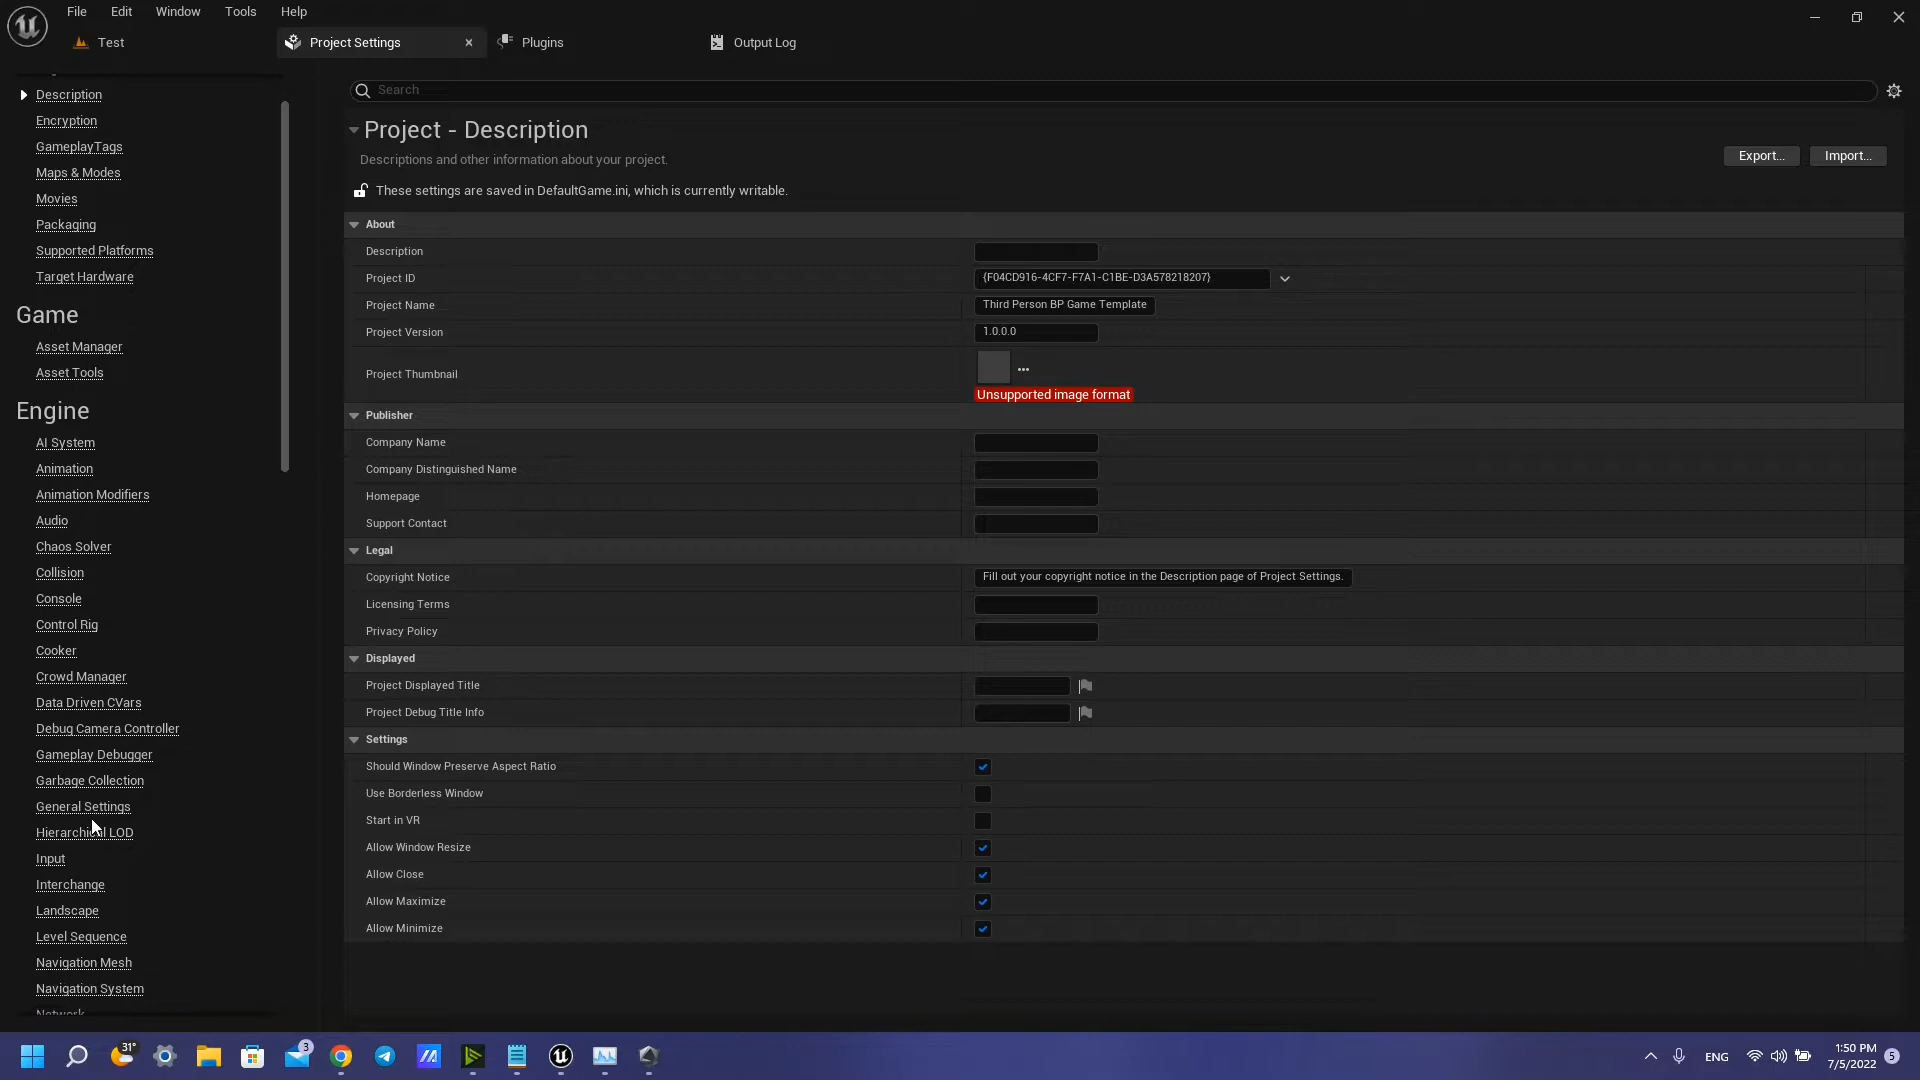 File Edit Window Tools Help
Test Project Settings Plugins Output Log
Search
Description
Encryption
GameplayTags
Maps & Modes
Movies
Packaging
Supported Platforms
Target Hardware
Game
Asset Manager
Asset Tools
Engine
AI System
Animation
Animation Modifiers
Audio
Chaos Solver
Collision
Console
Control Rig
Cooker
Crowd Manager
Data Driven CVars
Debug Camera Controller
Gameplay Debugger
Garbage Collection
General Settings
Hierarchical LOD
Input
Interchange
Landscape
Level Sequence
Navigation Mesh
Navigation System
Network
Project - Description
Descriptions and other information about your project.
Export... Import...
These settings are saved in DefaultGame.ini, which is currently writable.
About
Description
Project ID {F04CD916-4CF7-F7A1-C1BE-D3A578218207}
Project Name Third Person BP Game Template
Project Version 1.0.0.0
Project Thumbnail
Unsupported image format
Publisher
Company Name
Company Distinguished Name
Homepage
Support Contact
Legal
Copyright Notice Fill out your copyright notice in the Description page of Project Settings.
Licensing Terms
Privacy Policy
Displayed
Project Displayed Title
Project Debug Title Info
Settings
Should Window Preserve Aspect Ratio
Use Borderless Window
Start in VR
Allow Window Resize
Allow Close
Allow Maximize
Allow Minimize
31° 3 ENG 1:50 PM 5
7/5/2022